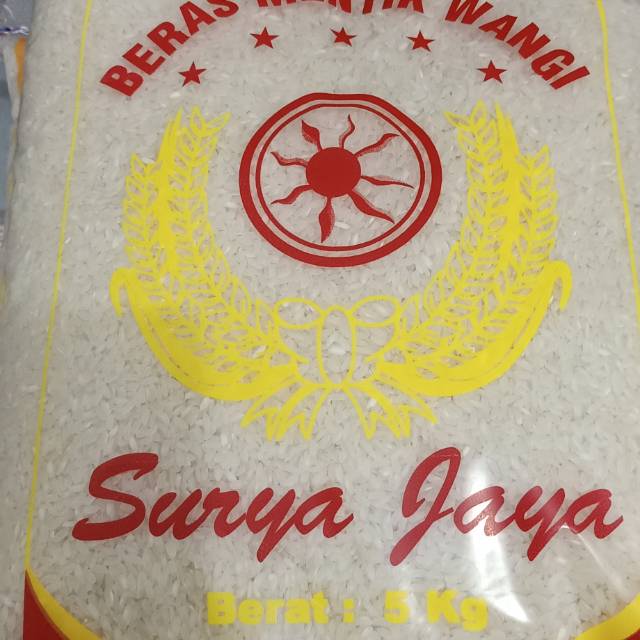 BERAS MENTIK WANGI
Surya Jaya
Berat : 5 Kg